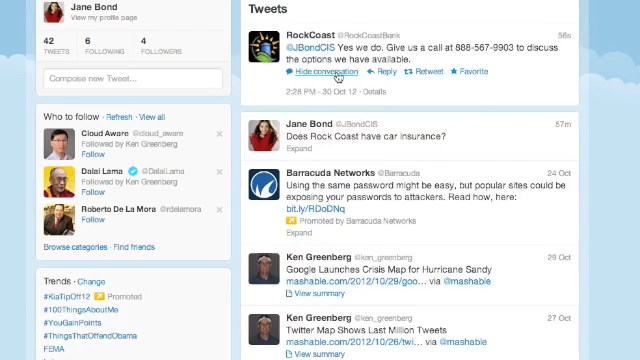 Jane Bond
View my profile page
42 6 4
TWEETS FOLLOWING FOLLOWERS
Compose new Tweet...
Who to follow · Refresh · View all
Cloud Aware @cloud_aware
Followed by Ken Greenberg
Follow
Dalai Lama @DalaiLama
Followed by Ken Greenberg
Follow
Roberto De La Mora @rdelamora
Follow
Browse categories · Find friends
Trends · Change
#KiaTipOff12 Promoted
#100ThingsAboutMe
#YouGainPoints
#ThingsThatOffendObama
FEMA
Tweets
RockCoast @RockCoastBank 56s
@JBondCIS Yes we do. Give us a call at 888-567-9903 to discuss
the options we have available.
Hide conversation Reply Retweet Favorite
2:28 PM - 30 Oct 12 · Details
Jane Bond @JBondCIS 57m
Does Rock Coast have car insurance?
Expand
Barracuda Networks @Barracuda 24 Oct
Using the same password might be easy, but popular sites could be
exposing your passwords to attackers. Read how, here:
bit.ly/RDoDNq
Promoted by Barracuda Networks
Expand
Ken Greenberg @ken_greenberg 29 Oct
Google Launches Crisis Map for Hurricane Sandy
mashable.com/2012/10/29/goo... via @mashable
View summary
Ken Greenberg @ken_greenberg 27 Oct
Twitter Map Shows Last Million Tweets
mashable.com/2012/10/26/twi... via @mashable
View summary